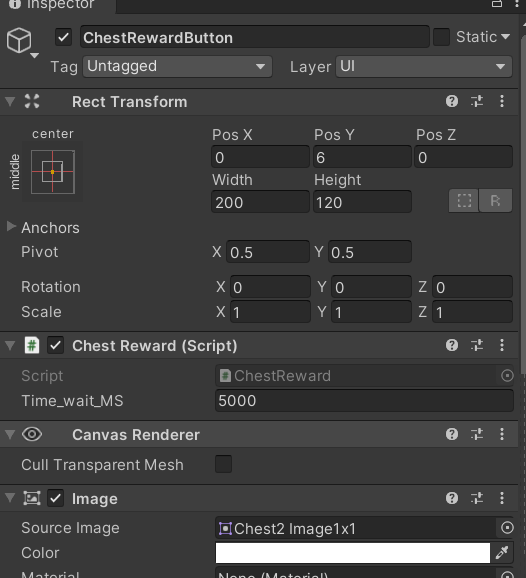 Inspector
ChestRewardButton
Static
Tag Untagged Layer UI
Rect Transform
center
middle
Pos X Pos Y Pos Z
0 6 0
Width Height
200 120
R
Anchors
Pivot X 0.5 Y 0.5
Rotation X 0 Y 0 Z 0
Scale X 1 Y 1 Z 1
# Chest Reward (Script)
Script # ChestReward
Time_wait_MS 5000
Canvas Renderer
Cull Transparent Mesh
Image
Source Image Chest2 Image1x1
Color
Material None (Material)